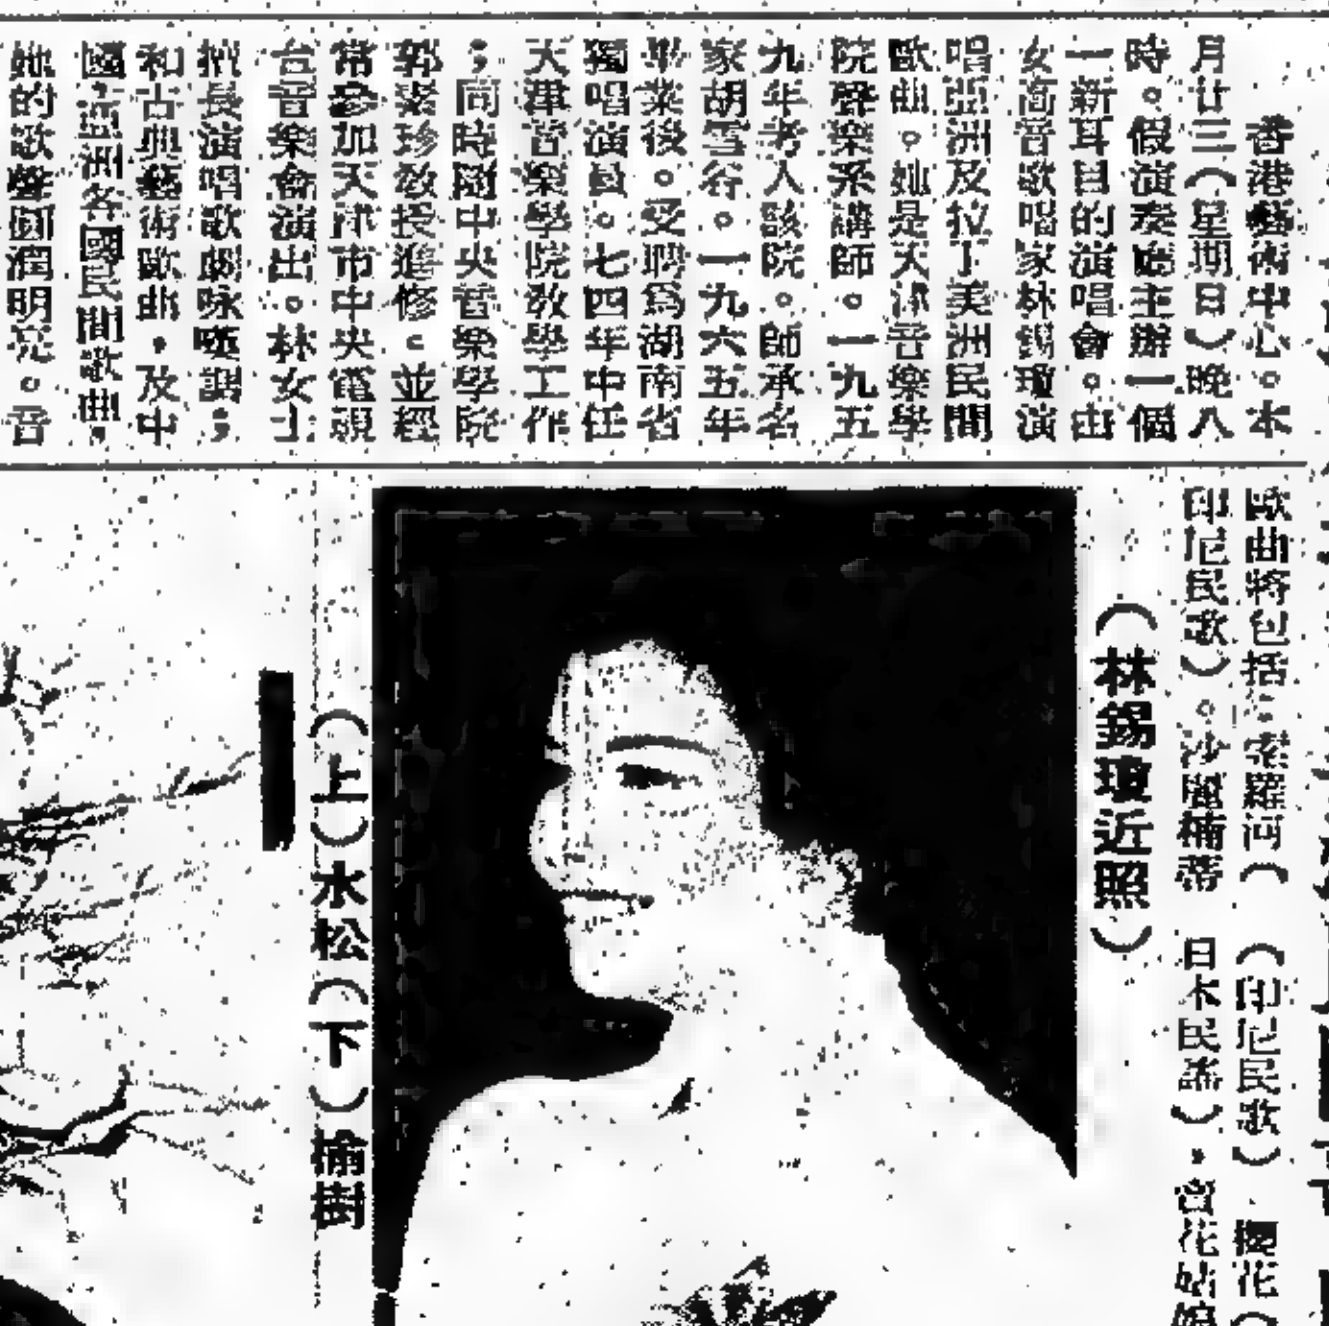 香港藝術中心。本
月廿三(星期日)晚八
時。假演奏廳主辦一個
一新耳目的演唱會。由
女高音歌唱家林錫瓊演
唱亞洲及拉丁美洲民間
歌曲。她是天津音樂學
院聲樂系講師。一九五
九年考入該院。師承名
家胡雪谷。一九六五年
畢業後。受聘爲湖南省
獨唱演員。七四年中任
天津音樂學院教學工作
;同時隨中央音樂學院
郭素珍教授進修。並經
常參加天津市中央電視
台音樂會演出。林女士
擅長演唱歌劇咏嘆調;
和古典藝術歌曲,及中
國亞洲各國民間歌曲,
她的歌聲圓潤明亮。音
歌曲將包括:索羅河( (印尼民歌)、櫻花(
印尼民歌)。沙麗楠蒂 日本民謠),賣花姑娘
(林錫瓊近照)
(上)水松(下)榆樹